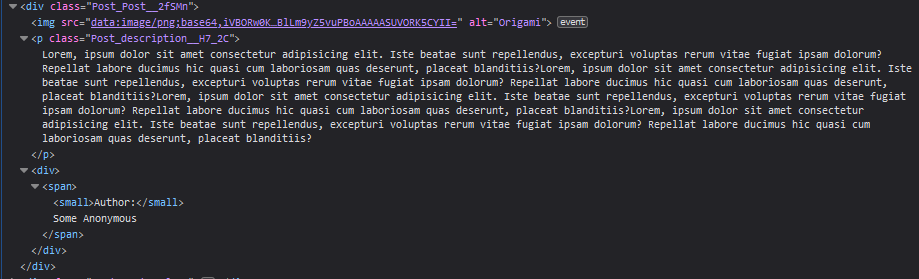 <div class="Post_Post__2fSMn">
<img src="data:image/png;base64,iVBORw0K…BlLm9yZ5vuPBoAAAAASUVORK5CYII=" alt="Origami"> event
<p class="Post_description__H7_2C">
Lorem, ipsum dolor sit amet consectetur adipisicing elit. Iste beatae sunt repellendus, excepturi voluptas rerum vitae fugiat ipsam dolorum?
Repellat labore ducimus hic quasi cum laboriosam quas deserunt, placeat blanditiis?Lorem, ipsum dolor sit amet consectetur adipisicing elit. Iste
beatae sunt repellendus, excepturi voluptas rerum vitae fugiat ipsam dolorum? Repellat labore ducimus hic quasi cum laboriosam quas deserunt,
placeat blanditiis?Lorem, ipsum dolor sit amet consectetur adipisicing elit. Iste beatae sunt repellendus, excepturi voluptas rerum vitae fugiat
ipsam dolorum? Repellat labore ducimus hic quasi cum laboriosam quas deserunt, placeat blanditiis?Lorem, ipsum dolor sit amet consectetur
adipisicing elit. Iste beatae sunt repellendus, excepturi voluptas rerum vitae fugiat ipsam dolorum? Repellat labore ducimus hic quasi cum
laboriosam quas deserunt, placeat blanditiis?
</p>
<div>
<span>
<small>Author:</small>
Some Anonymous
</span>
</div>
</div>